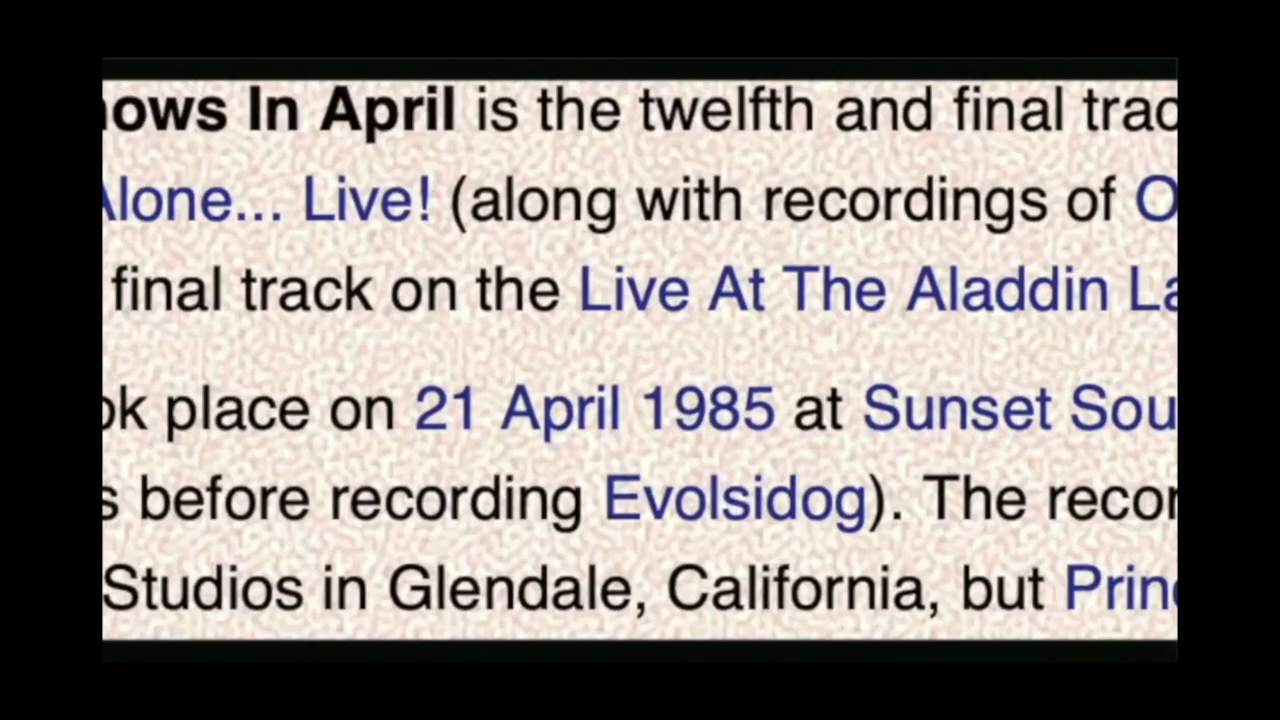 nows In April is the twelfth and final trac
Alone... Live! (along with recordings of O
final track on the Live At The Aladdin La
ok place on 21 April 1985 at Sunset Sou
s before recording Evolsidog). The recor
Studios in Glendale, California, but Princ